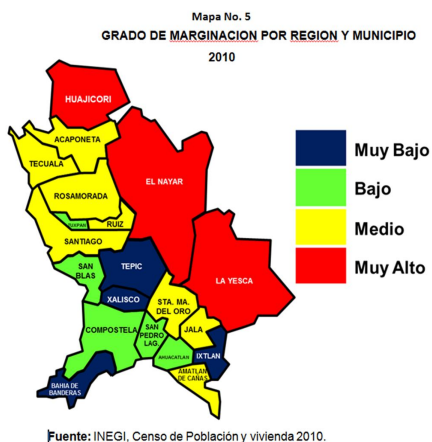 Mapa No. 5
GRADO DE MARGINACION POR REGION Y MUNICIPIO
2010
HUAJICORI
ACAPONETA
TECUALA
EL NAYAR
ROSAMORADA
TUXPAN
RUIZ
SANTIAGO
SAN
BLAS
TEPIC
LA YESCA
XALISCO
STA. MA.
DEL ORO
COMPOSTELA
SAN
PEDRO
LAG.
JALA
AHUACATLAN
IXTLAN
AMATLAN
DE CAÑAS
BAHIA DE
BANDERAS
Muy Bajo
Bajo
Medio
Muy Alto
Fuente: INEGI, Censo de Población y vivienda 2010.